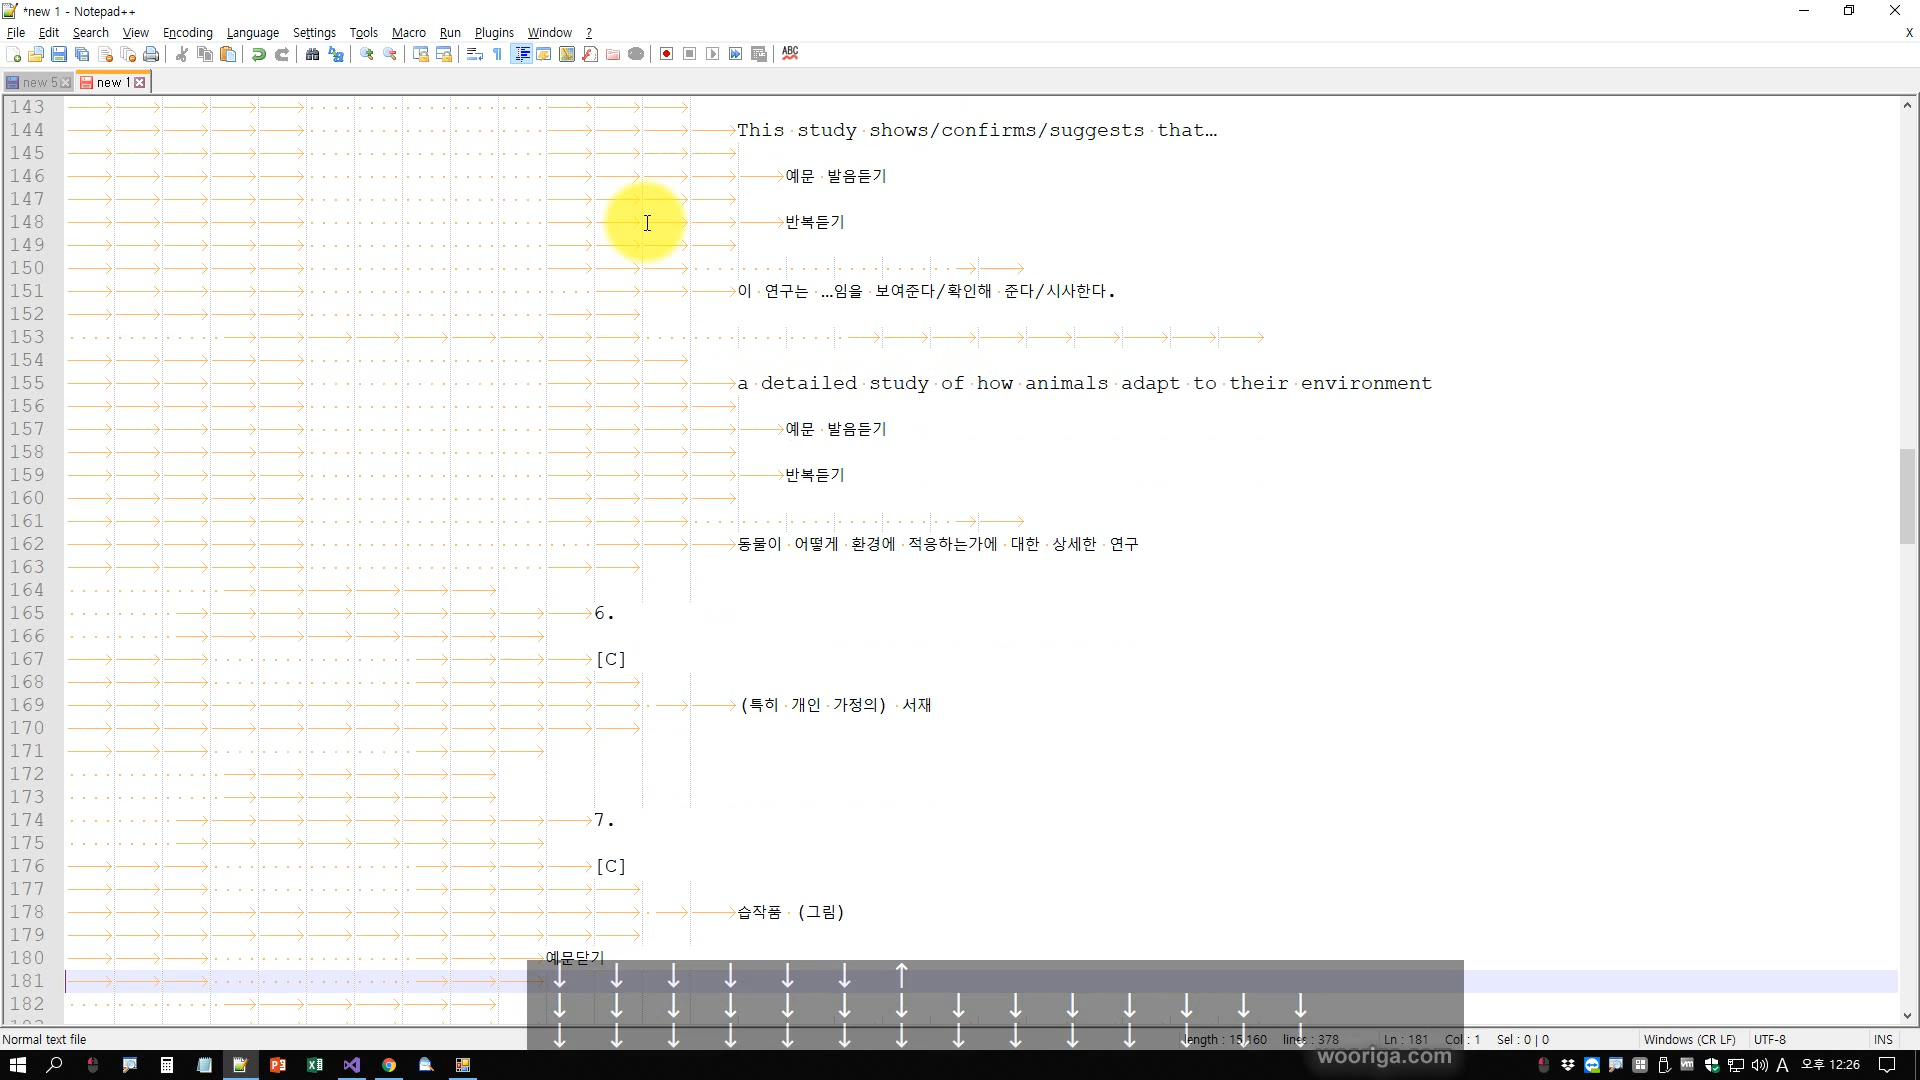 *new 1 - Notepad++
File Edit Search View Encoding Language Settings Tools Macro Run Plugins Window ? X
ABC
new 5 new 1
143
144 This study shows/confirms/suggests that…
145
146 예문 발음듣기
147
148 반복듣기
149
150
151 이 연구는 …임을 보여준다/확인해 준다/시사한다.
152
153
154
155 a detailed study of how animals adapt to their environment
156
157 예문 발음듣기
158
159 반복듣기
160
161
162 동물이 어떻게 환경에 적응하는가에 대한 상세한 연구
163
164
165 6.
166
167 [C]
168
169 (특히 개인 가정의) 서재
170
171
172
173
174 7.
175
176 [C]
177
178 습작품 (그림)
179
180 예문닫기
181
182
↓ ↓ ↓ ↓ ↓ ↓ ↑
↓ ↓ ↓ ↓ ↓ ↓ ↓ ↓ ↓ ↓ ↓ ↓ ↓ ↓
↓ ↓ ↓ ↓ ↓ ↓ ↓ ↓ ↓ ↓ ↓ ↓ ↓ ↓
Normal text file length : 15160 lines : 378 Ln : 181 Col : 1 Sel : 0 | 0 Windows (CR LF) UTF-8 INS
wooriga.com
A 오후 12:26